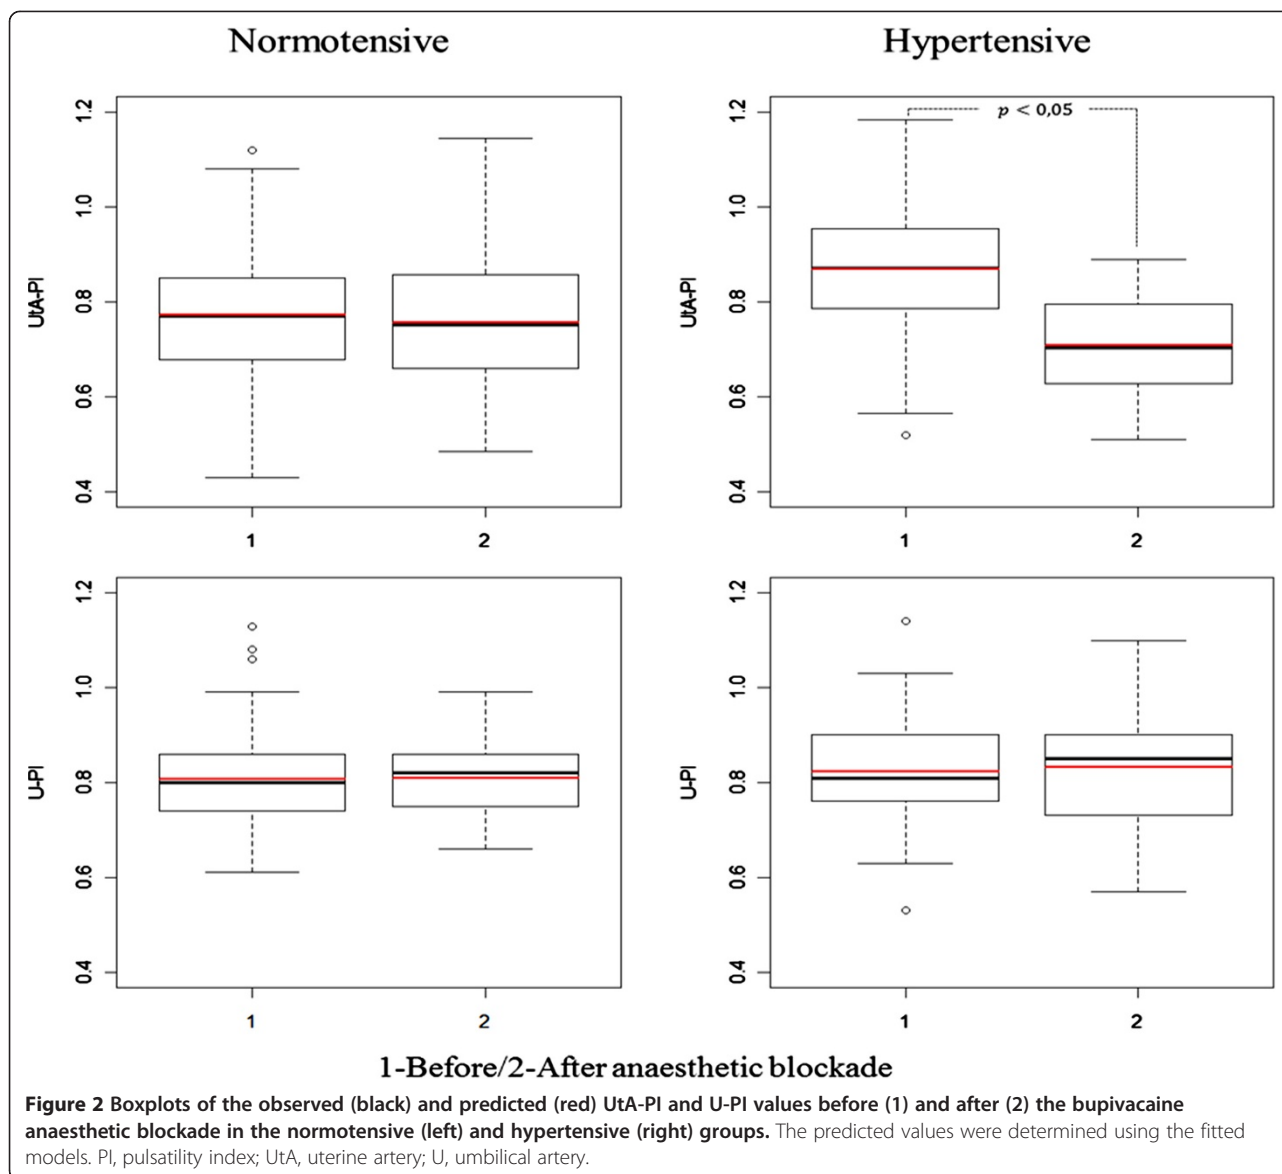 Normotensive
Hypertensive
UtA-PI
1.2
1.0
0.8
0.6
0.4
1
2
UtA-PI
1.2
1.0
0.8
0.6
0.4
p < 0,05
1
2
U-PI
1.2
1.0
0.8
0.6
0.4
1
2
U-PI
1.2
1.0
0.8
0.6
0.4
1
2
1-Before/2-After anaesthetic blockade
Figure 2 Boxplots of the observed (black) and predicted (red) UtA-PI and U-PI values before (1) and after (2) the bupivacaine
anaesthetic blockade in the normotensive (left) and hypertensive (right) groups. The predicted values were determined using the fitted
models. PI, pulsatility index; UtA, uterine artery; U, umbilical artery.